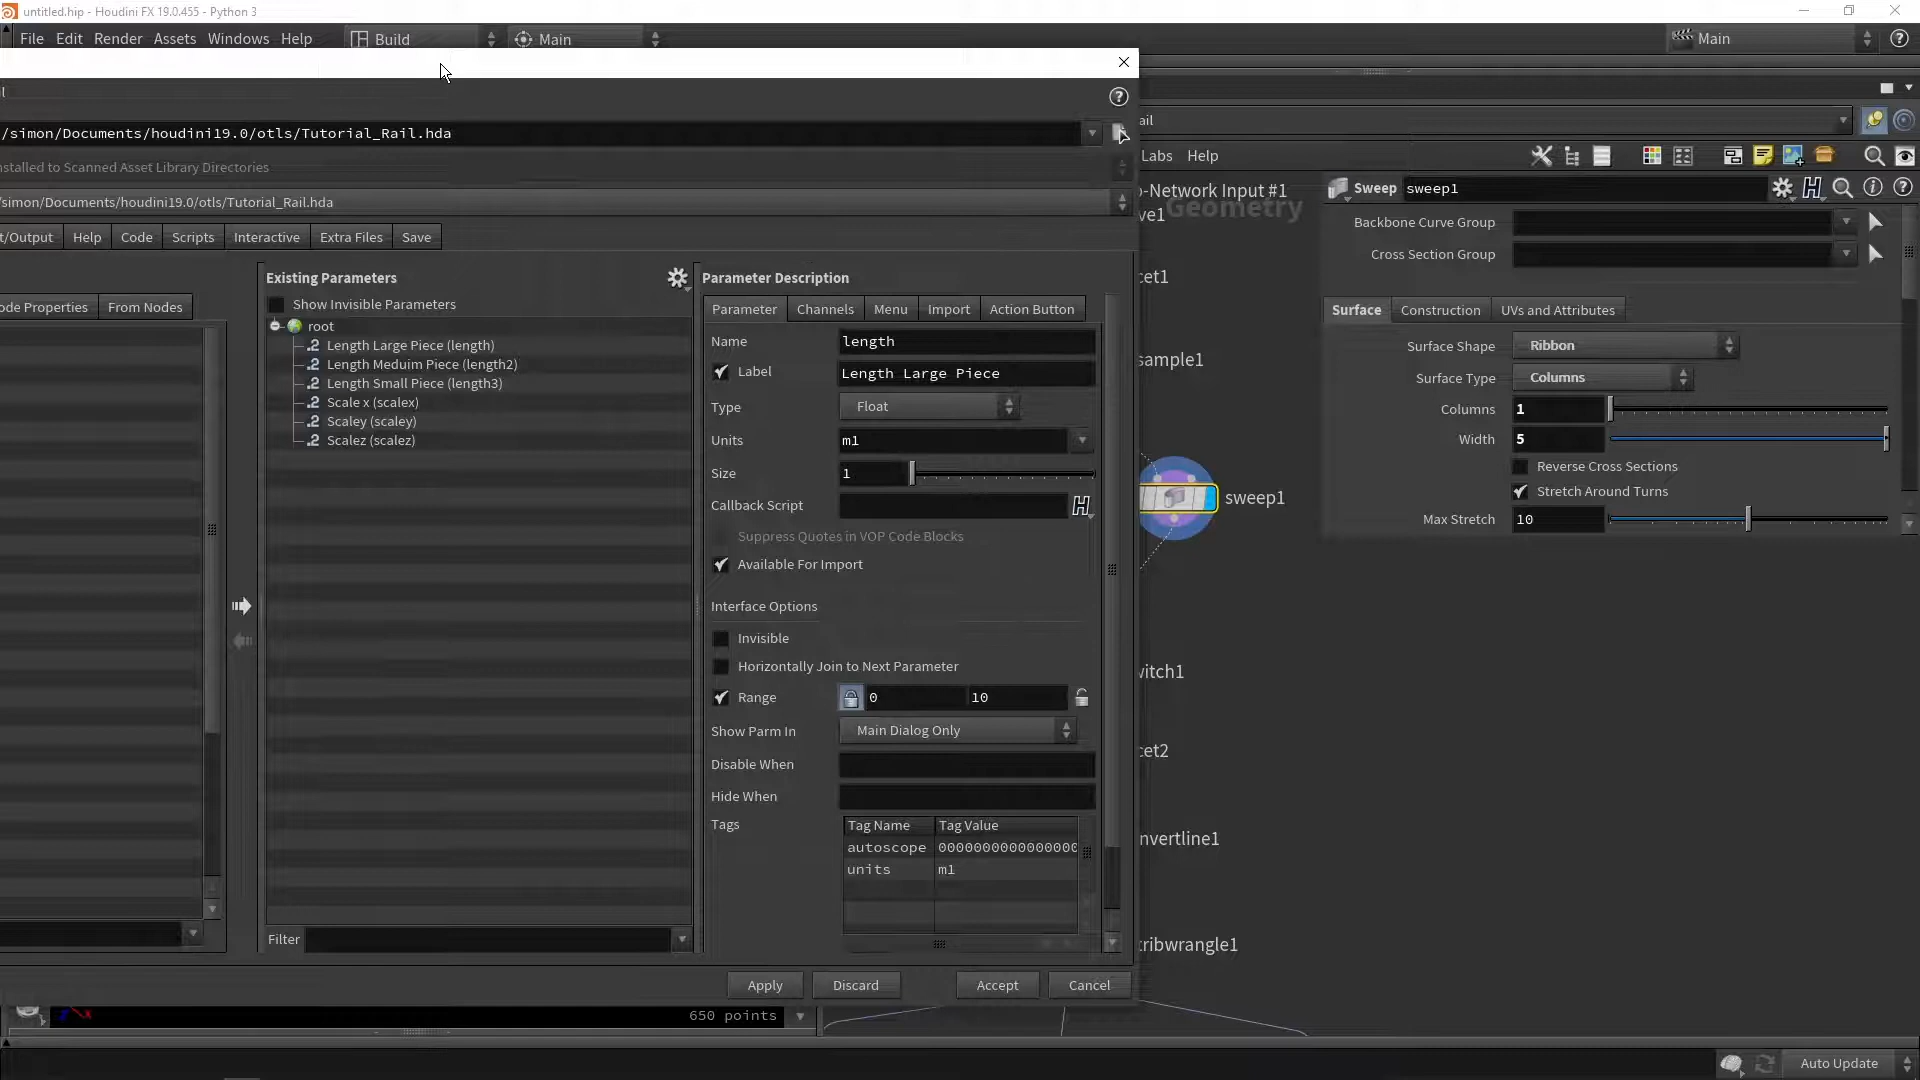 untitled.hip - Houdini FX 19.0.455 - Python 3
File Edit Render Assets Windows Help Build Main Main
/simon/Documents/houdini19.0/otls/Tutorial_Rail.hda
nstalled to Scanned Asset Library Directories
/simon/Documents/houdini19.0/otls/Tutorial_Rail.hda
t/Output Help Code Scripts Interactive Extra Files Save
ode Properties From Nodes
Existing Parameters
Show Invisible Parameters
root
Length Large Piece (length)
Length Meduim Piece (length2)
Length Small Piece (length3)
Scale x (scalex)
Scaley (scaley)
Scalez (scalez)
Filter
Parameter Description
Parameter Channels Menu Import Action Button
Name length
Label Length Large Piece
Type Float
Units m1
Size 1
Callback Script
Suppress Quotes in VOP Code Blocks
Available For Import
Interface Options
Invisible
Horizontally Join to Next Parameter
Range 0 10
Show Parm In Main Dialog Only
Disable When
Hide When
Tags
Tag Name Tag Value
autoscope 0000000000000000
units m1
Apply Discard Accept Cancel
650 points
ail
Labs Help
o-Network Input #1
ve1
Geometry
cet1
sample1
sweep1
witch1
cet2
nvertline1
tribwrangle1
Sweep sweep1
Backbone Curve Group
Cross Section Group
Surface Construction UVs and Attributes
Surface Shape Ribbon
Surface Type Columns
Columns 1
Width 5
Reverse Cross Sections
Stretch Around Turns
Max Stretch 10
Auto Update